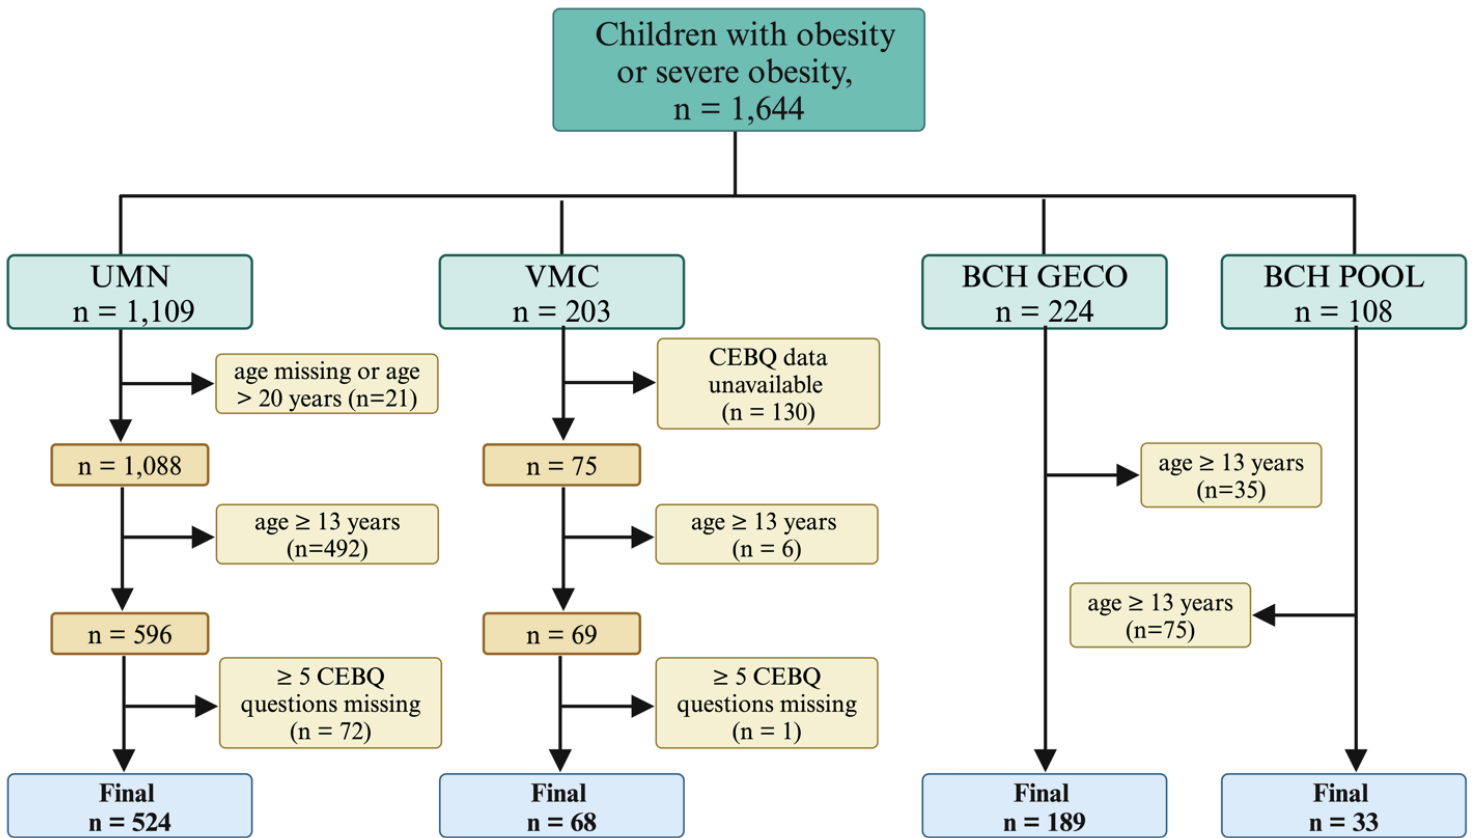 Children with obesity
or severe obesity,
n = 1,644
UMN
n = 1,109
VMC
n = 203
BCH GECO
n = 224
BCH POOL
n = 108
age missing or age
> 20 years (n=21)
CEBQ data
unavailable
(n = 130)
n = 1,088
n = 75
age ≥ 13 years
(n=35)
age ≥ 13 years
(n=492)
age ≥ 13 years
(n = 6)
age ≥ 13 years
(n=75)
n = 596
n = 69
≥ 5 CEBQ
questions missing
(n = 72)
≥ 5 CEBQ
questions missing
(n = 1)
Final
n = 524
Final
n = 68
Final
n = 189
Final
n = 33